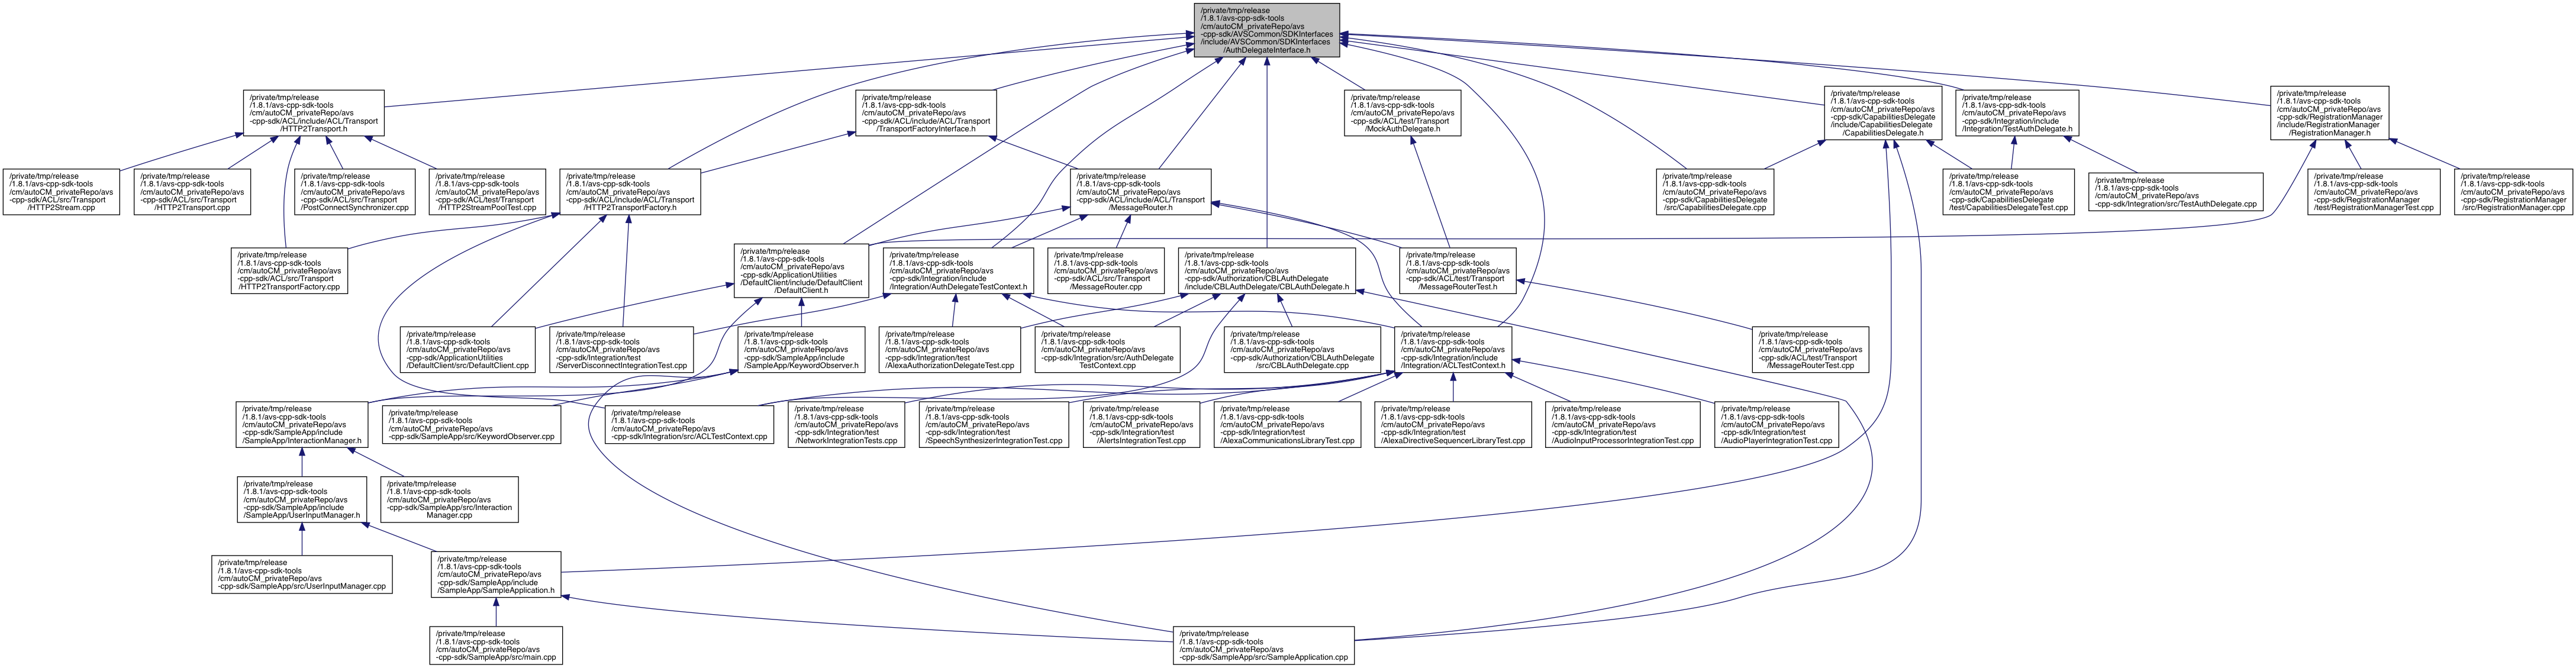 /private/tmp/release
/1.8.1/avs-cpp-sdk-tools
/cm/autoCM_privateRepo/avs
-cpp-sdk/AVSCommon/SDKInterfaces
/include/AVSCommon/SDKInterfaces
/AuthDelegateInterface.h
/private/tmp/release
/1.8.1/avs-cpp-sdk-tools
/cm/autoCM_privateRepo/avs
-cpp-sdk/ACL/include/ACL/Transport
/HTTP2Transport.h
/private/tmp/release
/1.8.1/avs-cpp-sdk-tools
/cm/autoCM_privateRepo/avs
-cpp-sdk/ACL/include/ACL/Transport
/TransportFactoryInterface.h
/private/tmp/release
/1.8.1/avs-cpp-sdk-tools
/cm/autoCM_privateRepo/avs
-cpp-sdk/ACL/test/Transport
/MockAuthDelegate.h
/private/tmp/release
/1.8.1/avs-cpp-sdk-tools
/cm/autoCM_privateRepo/avs
-cpp-sdk/CapabilitiesDelegate
/include/CapabilitiesDelegate
/CapabilitiesDelegate.h
/private/tmp/release
/1.8.1/avs-cpp-sdk-tools
/cm/autoCM_privateRepo/avs
-cpp-sdk/Integration/include
/Integration/TestAuthDelegate.h
/private/tmp/release
/1.8.1/avs-cpp-sdk-tools
/cm/autoCM_privateRepo/avs
-cpp-sdk/RegistrationManager
/include/RegistrationManager
/RegistrationManager.h
/private/tmp/release
/1.8.1/avs-cpp-sdk-tools
/cm/autoCM_privateRepo/avs
-cpp-sdk/ACL/src/Transport
/HTTP2Stream.cpp
/private/tmp/release
/1.8.1/avs-cpp-sdk-tools
/cm/autoCM_privateRepo/avs
-cpp-sdk/ACL/src/Transport
/HTTP2Transport.cpp
/private/tmp/release
/1.8.1/avs-cpp-sdk-tools
/cm/autoCM_privateRepo/avs
-cpp-sdk/ACL/src/Transport
/PostConnectSynchronizer.cpp
/private/tmp/release
/1.8.1/avs-cpp-sdk-tools
/cm/autoCM_privateRepo/avs
-cpp-sdk/ACL/test/Transport
/HTTP2StreamPoolTest.cpp
/private/tmp/release
/1.8.1/avs-cpp-sdk-tools
/cm/autoCM_privateRepo/avs
-cpp-sdk/ACL/include/ACL/Transport
/HTTP2TransportFactory.h
/private/tmp/release
/1.8.1/avs-cpp-sdk-tools
/cm/autoCM_privateRepo/avs
-cpp-sdk/ACL/include/ACL/Transport
/MessageRouter.h
/private/tmp/release
/1.8.1/avs-cpp-sdk-tools
/cm/autoCM_privateRepo/avs
-cpp-sdk/CapabilitiesDelegate
/src/CapabilitiesDelegate.cpp
/private/tmp/release
/1.8.1/avs-cpp-sdk-tools
/cm/autoCM_privateRepo/avs
-cpp-sdk/CapabilitiesDelegate
/test/CapabilitiesDelegateTest.cpp
/private/tmp/release
/1.8.1/avs-cpp-sdk-tools
/cm/autoCM_privateRepo/avs
-cpp-sdk/Integration/src/TestAuthDelegate.cpp
/private/tmp/release
/1.8.1/avs-cpp-sdk-tools
/cm/autoCM_privateRepo/avs
-cpp-sdk/RegistrationManager
/test/RegistrationManagerTest.cpp
/private/tmp/release
/1.8.1/avs-cpp-sdk-tools
/cm/autoCM_privateRepo/avs
-cpp-sdk/RegistrationManager
/src/RegistrationManager.cpp
/private/tmp/release
/1.8.1/avs-cpp-sdk-tools
/cm/autoCM_privateRepo/avs
-cpp-sdk/ACL/src/Transport
/HTTP2TransportFactory.cpp
/private/tmp/release
/1.8.1/avs-cpp-sdk-tools
/cm/autoCM_privateRepo/avs
-cpp-sdk/ApplicationUtilities
/DefaultClient/include/DefaultClient
/DefaultClient.h
/private/tmp/release
/1.8.1/avs-cpp-sdk-tools
/cm/autoCM_privateRepo/avs
-cpp-sdk/Integration/include
/Integration/AuthDelegateTestContext.h
/private/tmp/release
/1.8.1/avs-cpp-sdk-tools
/cm/autoCM_privateRepo/avs
-cpp-sdk/ACL/src/Transport
/MessageRouter.cpp
/private/tmp/release
/1.8.1/avs-cpp-sdk-tools
/cm/autoCM_privateRepo/avs
-cpp-sdk/Authorization/CBLAuthDelegate
/include/CBLAuthDelegate/CBLAuthDelegate.h
/private/tmp/release
/1.8.1/avs-cpp-sdk-tools
/cm/autoCM_privateRepo/avs
-cpp-sdk/ACL/test/Transport
/MessageRouterTest.h
/private/tmp/release
/1.8.1/avs-cpp-sdk-tools
/cm/autoCM_privateRepo/avs
-cpp-sdk/ApplicationUtilities
/DefaultClient/src/DefaultClient.cpp
/private/tmp/release
/1.8.1/avs-cpp-sdk-tools
/cm/autoCM_privateRepo/avs
-cpp-sdk/Integration/test
/ServerDisconnectIntegrationTest.cpp
/private/tmp/release
/1.8.1/avs-cpp-sdk-tools
/cm/autoCM_privateRepo/avs
-cpp-sdk/SampleApp/include
/SampleApp/KeywordObserver.h
/private/tmp/release
/1.8.1/avs-cpp-sdk-tools
/cm/autoCM_privateRepo/avs
-cpp-sdk/Integration/test
/AlexaAuthorizationDelegateTest.cpp
/private/tmp/release
/1.8.1/avs-cpp-sdk-tools
/cm/autoCM_privateRepo/avs
-cpp-sdk/Integration/src/AuthDelegate
TestContext.cpp
/private/tmp/release
/1.8.1/avs-cpp-sdk-tools
/cm/autoCM_privateRepo/avs
-cpp-sdk/Authorization/CBLAuthDelegate
/src/CBLAuthDelegate.cpp
/private/tmp/release
/1.8.1/avs-cpp-sdk-tools
/cm/autoCM_privateRepo/avs
-cpp-sdk/Integration/include
/Integration/ACLTestContext.h
/private/tmp/release
/1.8.1/avs-cpp-sdk-tools
/cm/autoCM_privateRepo/avs
-cpp-sdk/ACL/test/Transport
/MessageRouterTest.cpp
/private/tmp/release
/1.8.1/avs-cpp-sdk-tools
/cm/autoCM_privateRepo/avs
-cpp-sdk/SampleApp/include
/SampleApp/InteractionManager.h
/private/tmp/release
/1.8.1/avs-cpp-sdk-tools
/cm/autoCM_privateRepo/avs
-cpp-sdk/SampleApp/src/KeywordObserver.cpp
/private/tmp/release
/1.8.1/avs-cpp-sdk-tools
/cm/autoCM_privateRepo/avs
-cpp-sdk/Integration/src/ACLTestContext.cpp
/private/tmp/release
/1.8.1/avs-cpp-sdk-tools
/cm/autoCM_privateRepo/avs
-cpp-sdk/Integration/test
/NetworkIntegrationTests.cpp
/private/tmp/release
/1.8.1/avs-cpp-sdk-tools
/cm/autoCM_privateRepo/avs
-cpp-sdk/Integration/test
/SpeechSynthesizerIntegrationTest.cpp
/private/tmp/release
/1.8.1/avs-cpp-sdk-tools
/cm/autoCM_privateRepo/avs
-cpp-sdk/Integration/test
/AlertsIntegrationTest.cpp
/private/tmp/release
/1.8.1/avs-cpp-sdk-tools
/cm/autoCM_privateRepo/avs
-cpp-sdk/Integration/test
/AlexaCommunicationsLibraryTest.cpp
/private/tmp/release
/1.8.1/avs-cpp-sdk-tools
/cm/autoCM_privateRepo/avs
-cpp-sdk/Integration/test
/AlexaDirectiveSequencerLibraryTest.cpp
/private/tmp/release
/1.8.1/avs-cpp-sdk-tools
/cm/autoCM_privateRepo/avs
-cpp-sdk/Integration/test
/AudioInputProcessorIntegrationTest.cpp
/private/tmp/release
/1.8.1/avs-cpp-sdk-tools
/cm/autoCM_privateRepo/avs
-cpp-sdk/Integration/test
/AudioPlayerIntegrationTest.cpp
/private/tmp/release
/1.8.1/avs-cpp-sdk-tools
/cm/autoCM_privateRepo/avs
-cpp-sdk/SampleApp/include
/SampleApp/UserInputManager.h
/private/tmp/release
/1.8.1/avs-cpp-sdk-tools
/cm/autoCM_privateRepo/avs
-cpp-sdk/SampleApp/src/Interaction
Manager.cpp
/private/tmp/release
/1.8.1/avs-cpp-sdk-tools
/cm/autoCM_privateRepo/avs
-cpp-sdk/SampleApp/src/UserInputManager.cpp
/private/tmp/release
/1.8.1/avs-cpp-sdk-tools
/cm/autoCM_privateRepo/avs
-cpp-sdk/SampleApp/include
/SampleApp/SampleApplication.h
/private/tmp/release
/1.8.1/avs-cpp-sdk-tools
/cm/autoCM_privateRepo/avs
-cpp-sdk/SampleApp/src/main.cpp
/private/tmp/release
/1.8.1/avs-cpp-sdk-tools
/cm/autoCM_privateRepo/avs
-cpp-sdk/SampleApp/src/SampleApplication.cpp